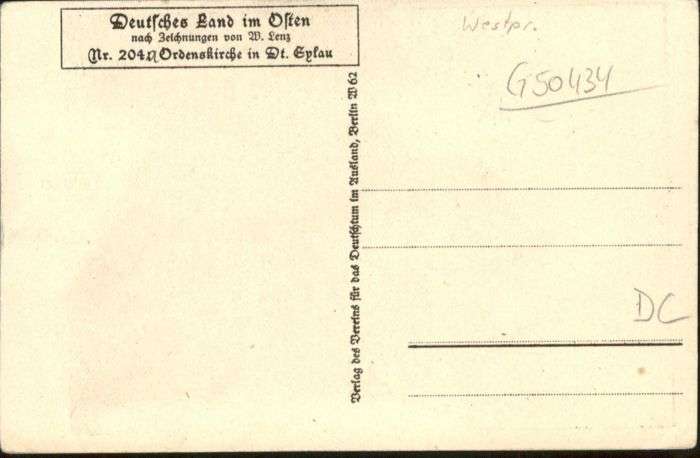 Deutsches Land im Osten
nach Zeichnungen von W. Lenz
Nr. 204. Ordenskirche in Dt. Eylau
Verlag des Vereins für das Deutschtum im Ausland, Berlin W 62
Westpr.
G50434
DC